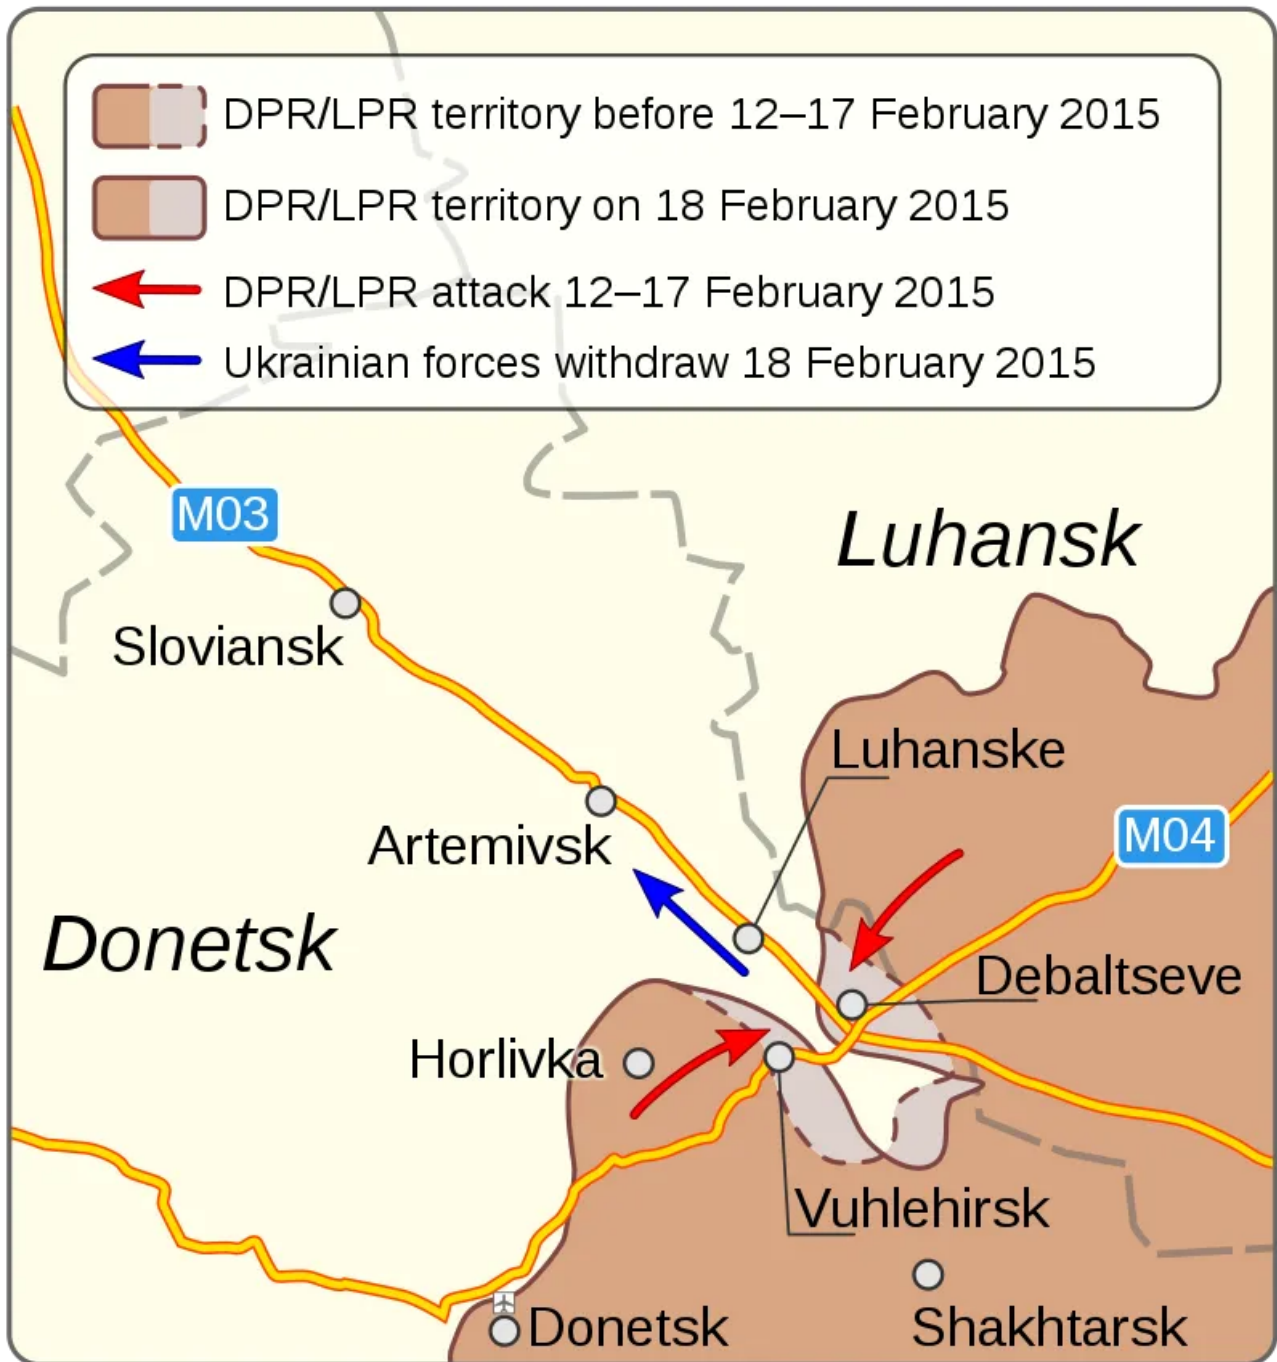 DPR/LPR territory before 12–17 February 2015
DPR/LPR territory on 18 February 2015
DPR/LPR attack 12–17 February 2015
Ukrainian forces withdraw 18 February 2015
M03
Luhansk
Sloviansk
Luhanske
M04
Artemivsk
Donetsk
Debaltseve
Horlivka
Vuhlehirsk
Donetsk
Shakhtarsk